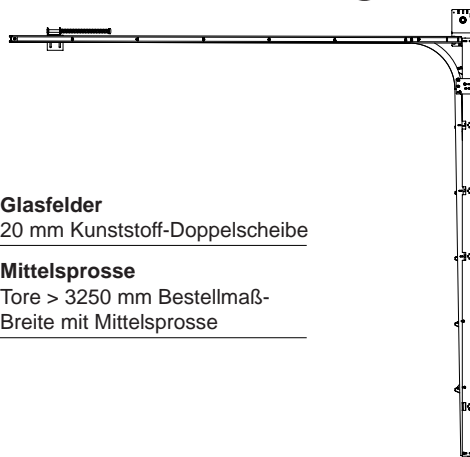 Glasfelder
20 mm Kunststoff-Doppelscheibe
Mittelsprosse
Tore > 3250 mm Bestellmaß-
Breite mit Mittelsprosse